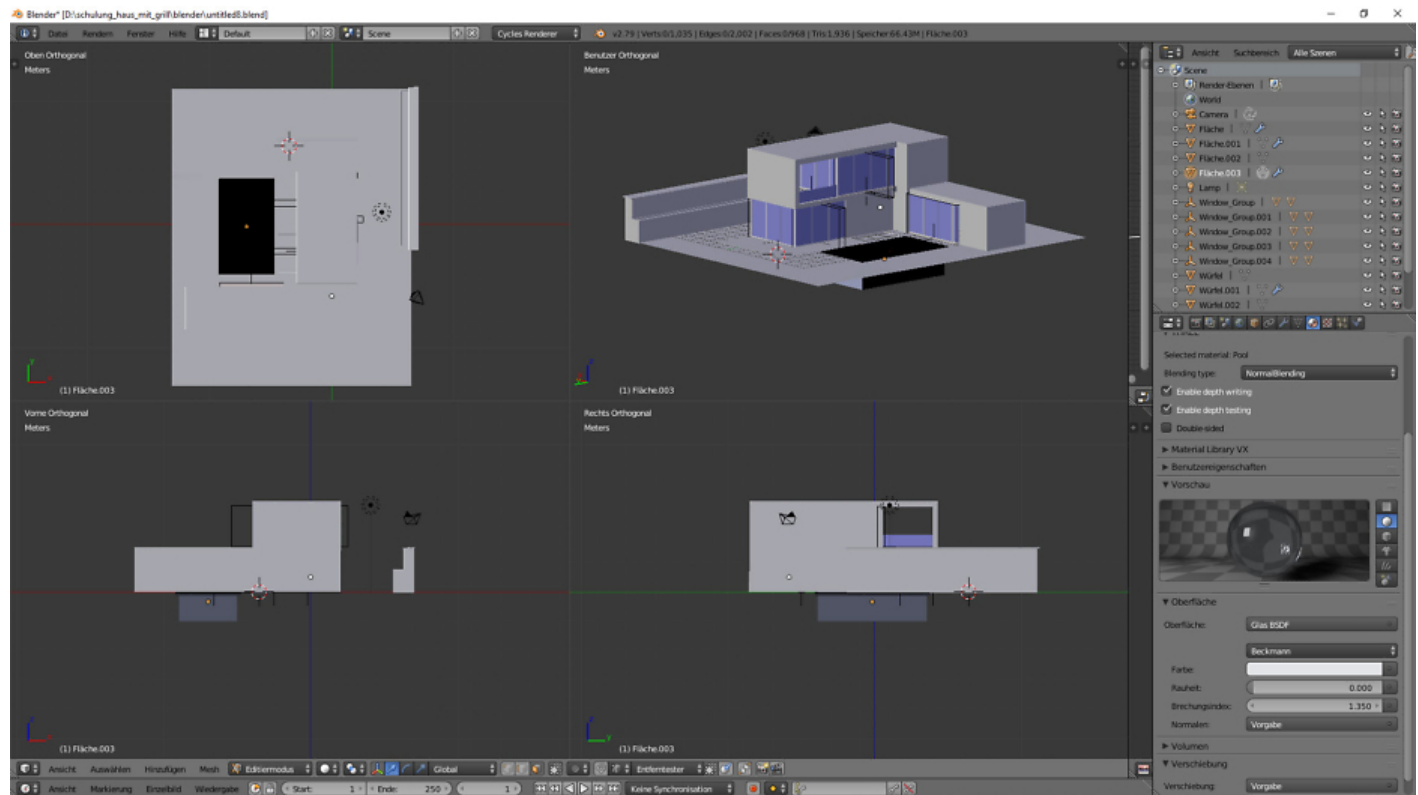 Blender* [D:\schulung_haus_mit_grill\blender\untitled8.blend]
Datei Rendern Fenster Hilfe Default Scene Cycles Renderer v2.79 | Verts:0/1,035 | Edges:0/2,002 | Faces:0/968 | Tris:1,936 | Speicher:66.43M | Fläche.003
Oben Orthogonal
Meters
(1) Fläche.003
Benutzer Orthogonal
Meters
(1) Fläche.003
Vorne Orthogonal
Meters
(1) Fläche.003
Rechts Orthogonal
Meters
(1) Fläche.003
Ansicht Suchbereich Alle Szenen
Scene
Render-Ebenen
World
Camera
Fläche
Fläche.001
Fläche.002
Fläche.003
Lamp
Window_Group
Window_Group.001
Window_Group.002
Window_Group.003
Window_Group.004
Würfel
Würfel.001
Würfel.002
Selected material: Pool
Blending type: NormalBlending
Enable depth writing
Enable depth testing
Double-sided
Material Library VX
Benutzereigenschaften
Vorschau
Oberfläche
Oberfläche: Glas BSDF
Beckmann
Farbe:
Rauheit: 0.000
Brechungsindex: 1.350
Normalen: Vorgabe
Volumen
Verschiebung
Verschiebung: Vorgabe
Ansicht Auswählen Hinzufügen Mesh Editiermodus Global Entferntester
Ansicht Markierung Einzelbild Wiedergabe Start: 1 Ende: 250 1 Keine Synchronisation